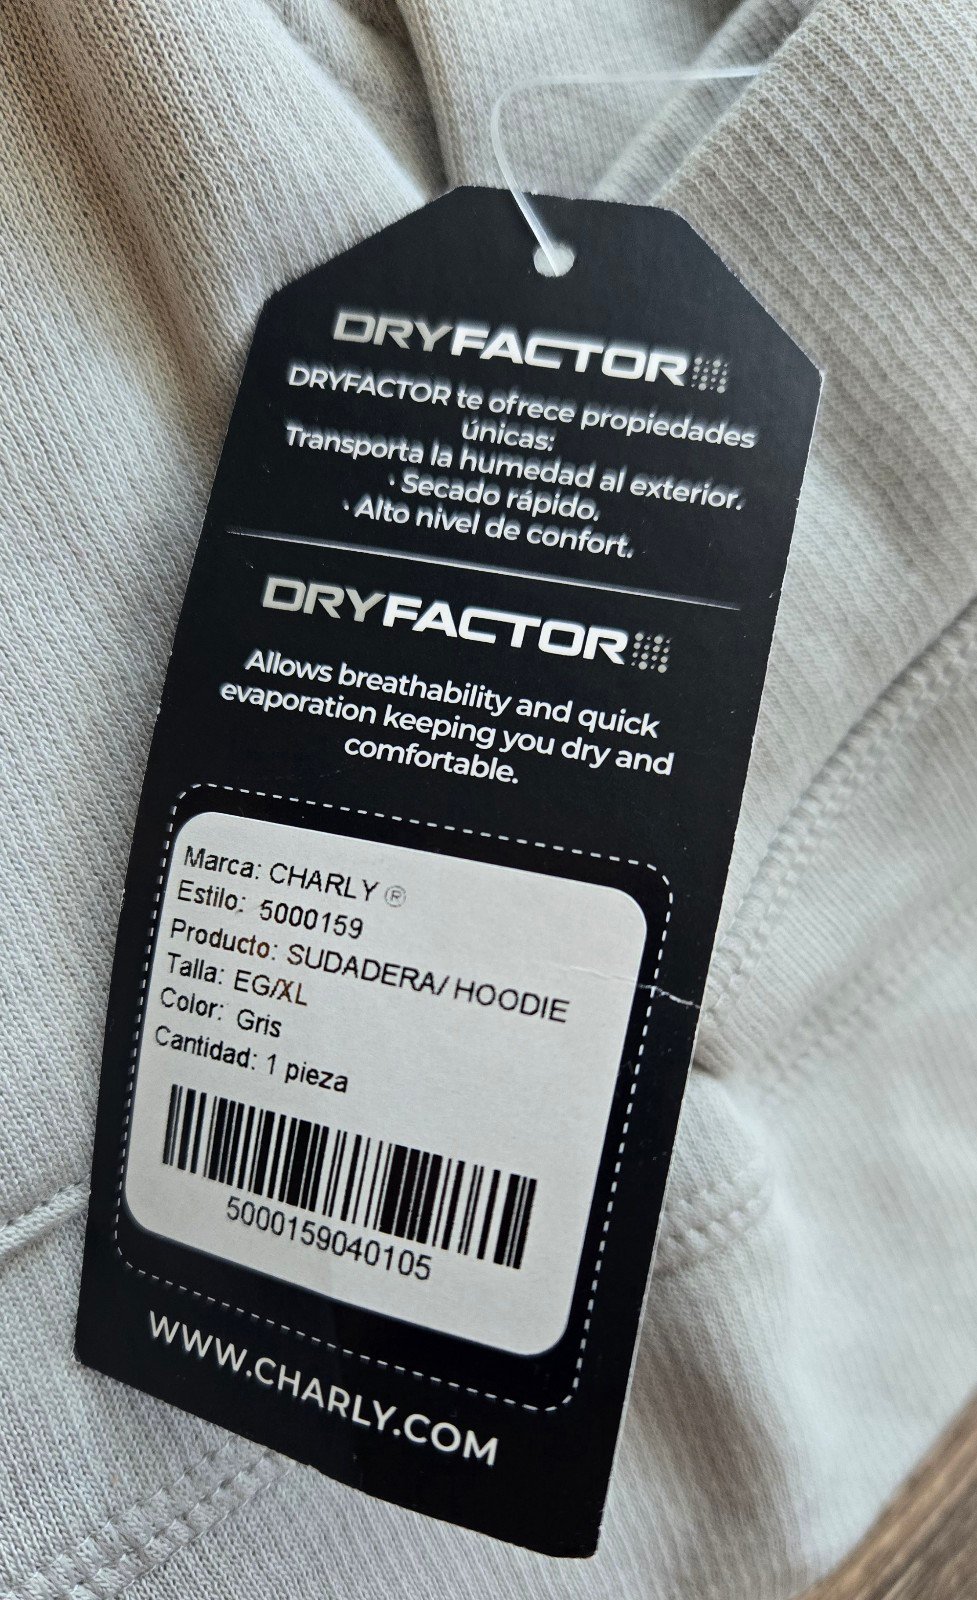 DRYFACTOR
DRYFACTOR te ofrece propiedades
únicas:
Transporta la humedad al exterior.
· Secado rápido.
· Alto nivel de confort.
DRYFACTOR
Allows breathability and quick
evaporation keeping you dry and
comfortable.
Marca: CHARLY ®
Estilo: 5000159
Producto: SUDADERA/ HOODIE
Talla: EG/XL
Color: Gris
Cantidad: 1 pieza
5000159040105
WWW.CHARLY.COM